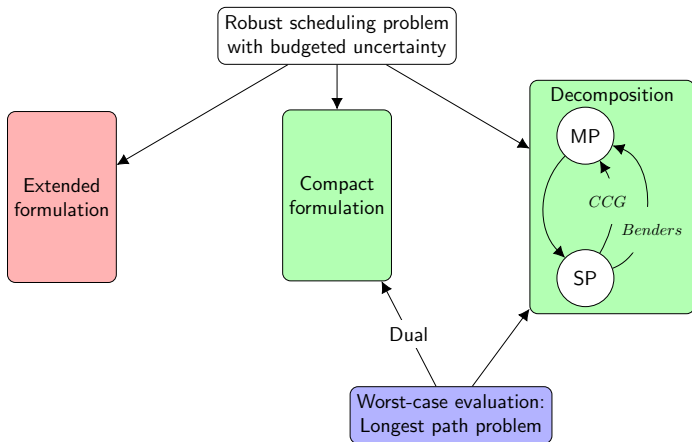 Robust scheduling problem
with budgeted uncertainty
Extended
formulation
Compact
formulation
Decomposition
MP
CCG
Benders
SP
Dual
Worst-case evaluation:
Longest path problem